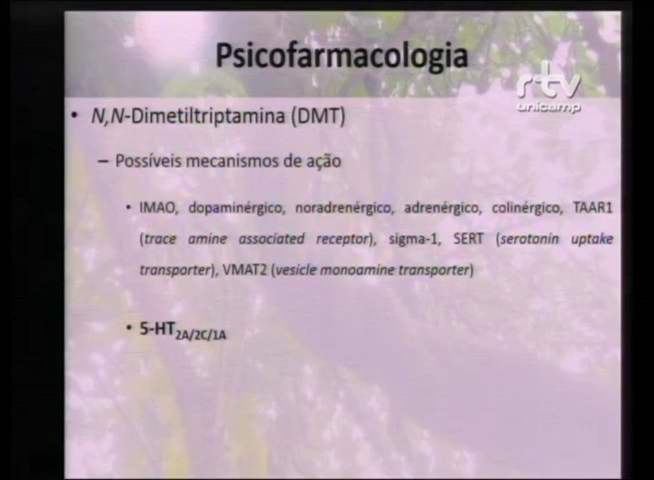 Psicofarmacologia
rtv
unicamp
• N,N-Dimetiltriptamina (DMT)
– Possíveis mecanismos de ação
• IMAO, dopaminérgico, noradrenérgico, adrenérgico, colinérgico, TAAR1
(trace amine associated receptor), sigma-1, SERT (serotonin uptake
transporter), VMAT2 (vesicle monoamine transporter)
• 5-HT2A/2C/1A